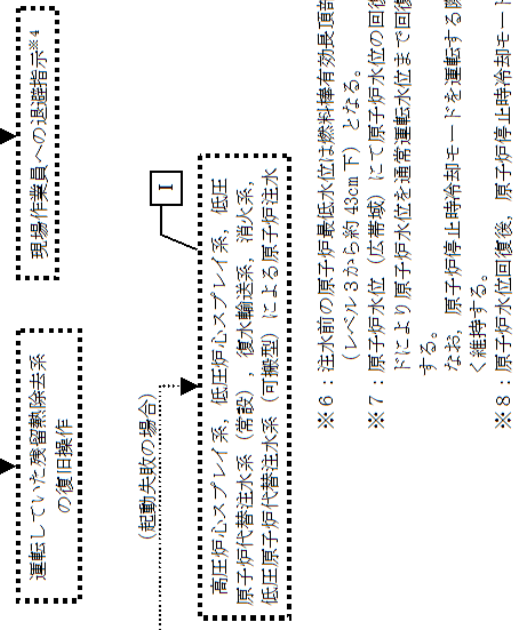 現場作業員への退避指示※4
運転していた残留熱除去系
の復旧操作
(起動失敗の場合)
I
高圧炉心スプレイ系，低圧炉心スプレイ系，低圧
原子炉代替注水系（常設），復水輸送系，消火系，
低圧原子炉代替注水系（可搬型）による原子炉注水
※６：注水前の原子炉最低水位は燃料棒有効長頂部
（レベル３から約 43cm 下）となる。
※７：原子炉水位（広帯域）にて原子炉水位の回復
ドにより原子炉水位を通常運転水位まで回復
する。
なお，原子炉停止時冷却モードを運転する際
く維持する。
※８：原子炉水位回復後，原子炉停止時冷却モード